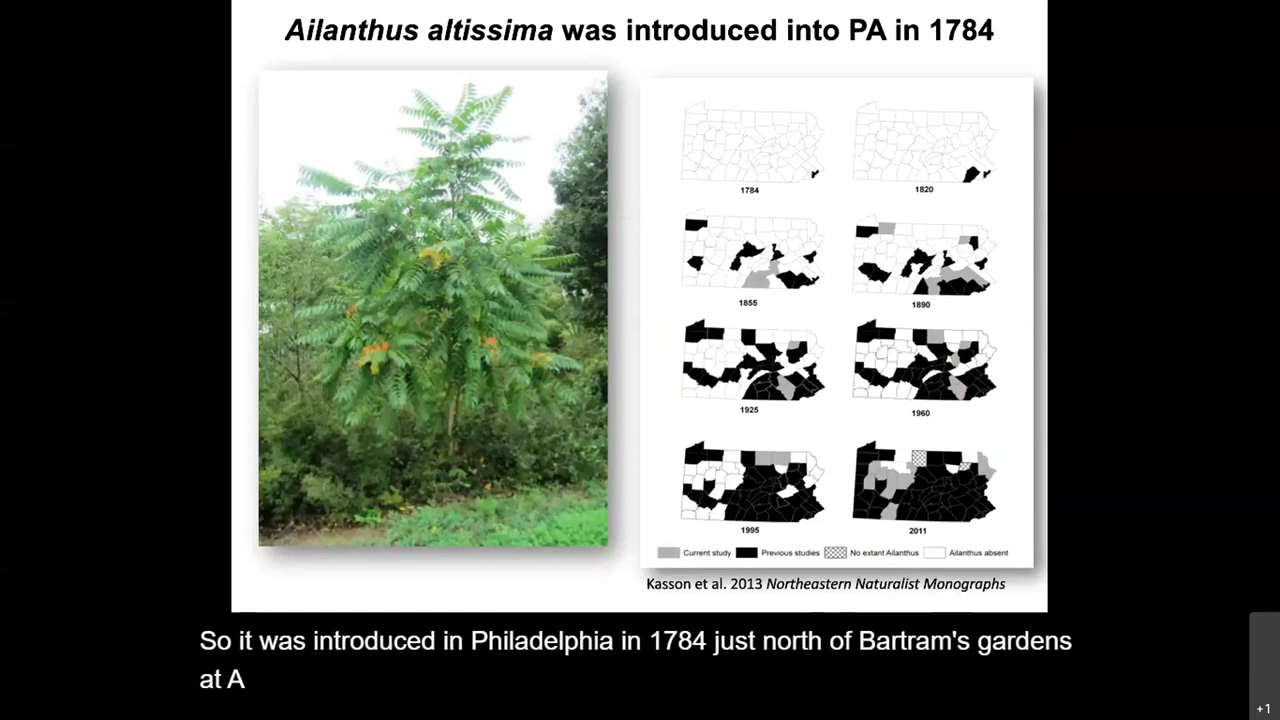 Ailanthus altissima was introduced into PA in 1784
1784
1820
1855
1890
1925
1960
1995
2011
Current study
Previous studies
No extant Ailanthus
Ailanthus absent
Kasson et al. 2013 Northeastern Naturalist Monographs
So it was introduced in Philadelphia in 1784 just north of Bartram's gardens
at A
+1